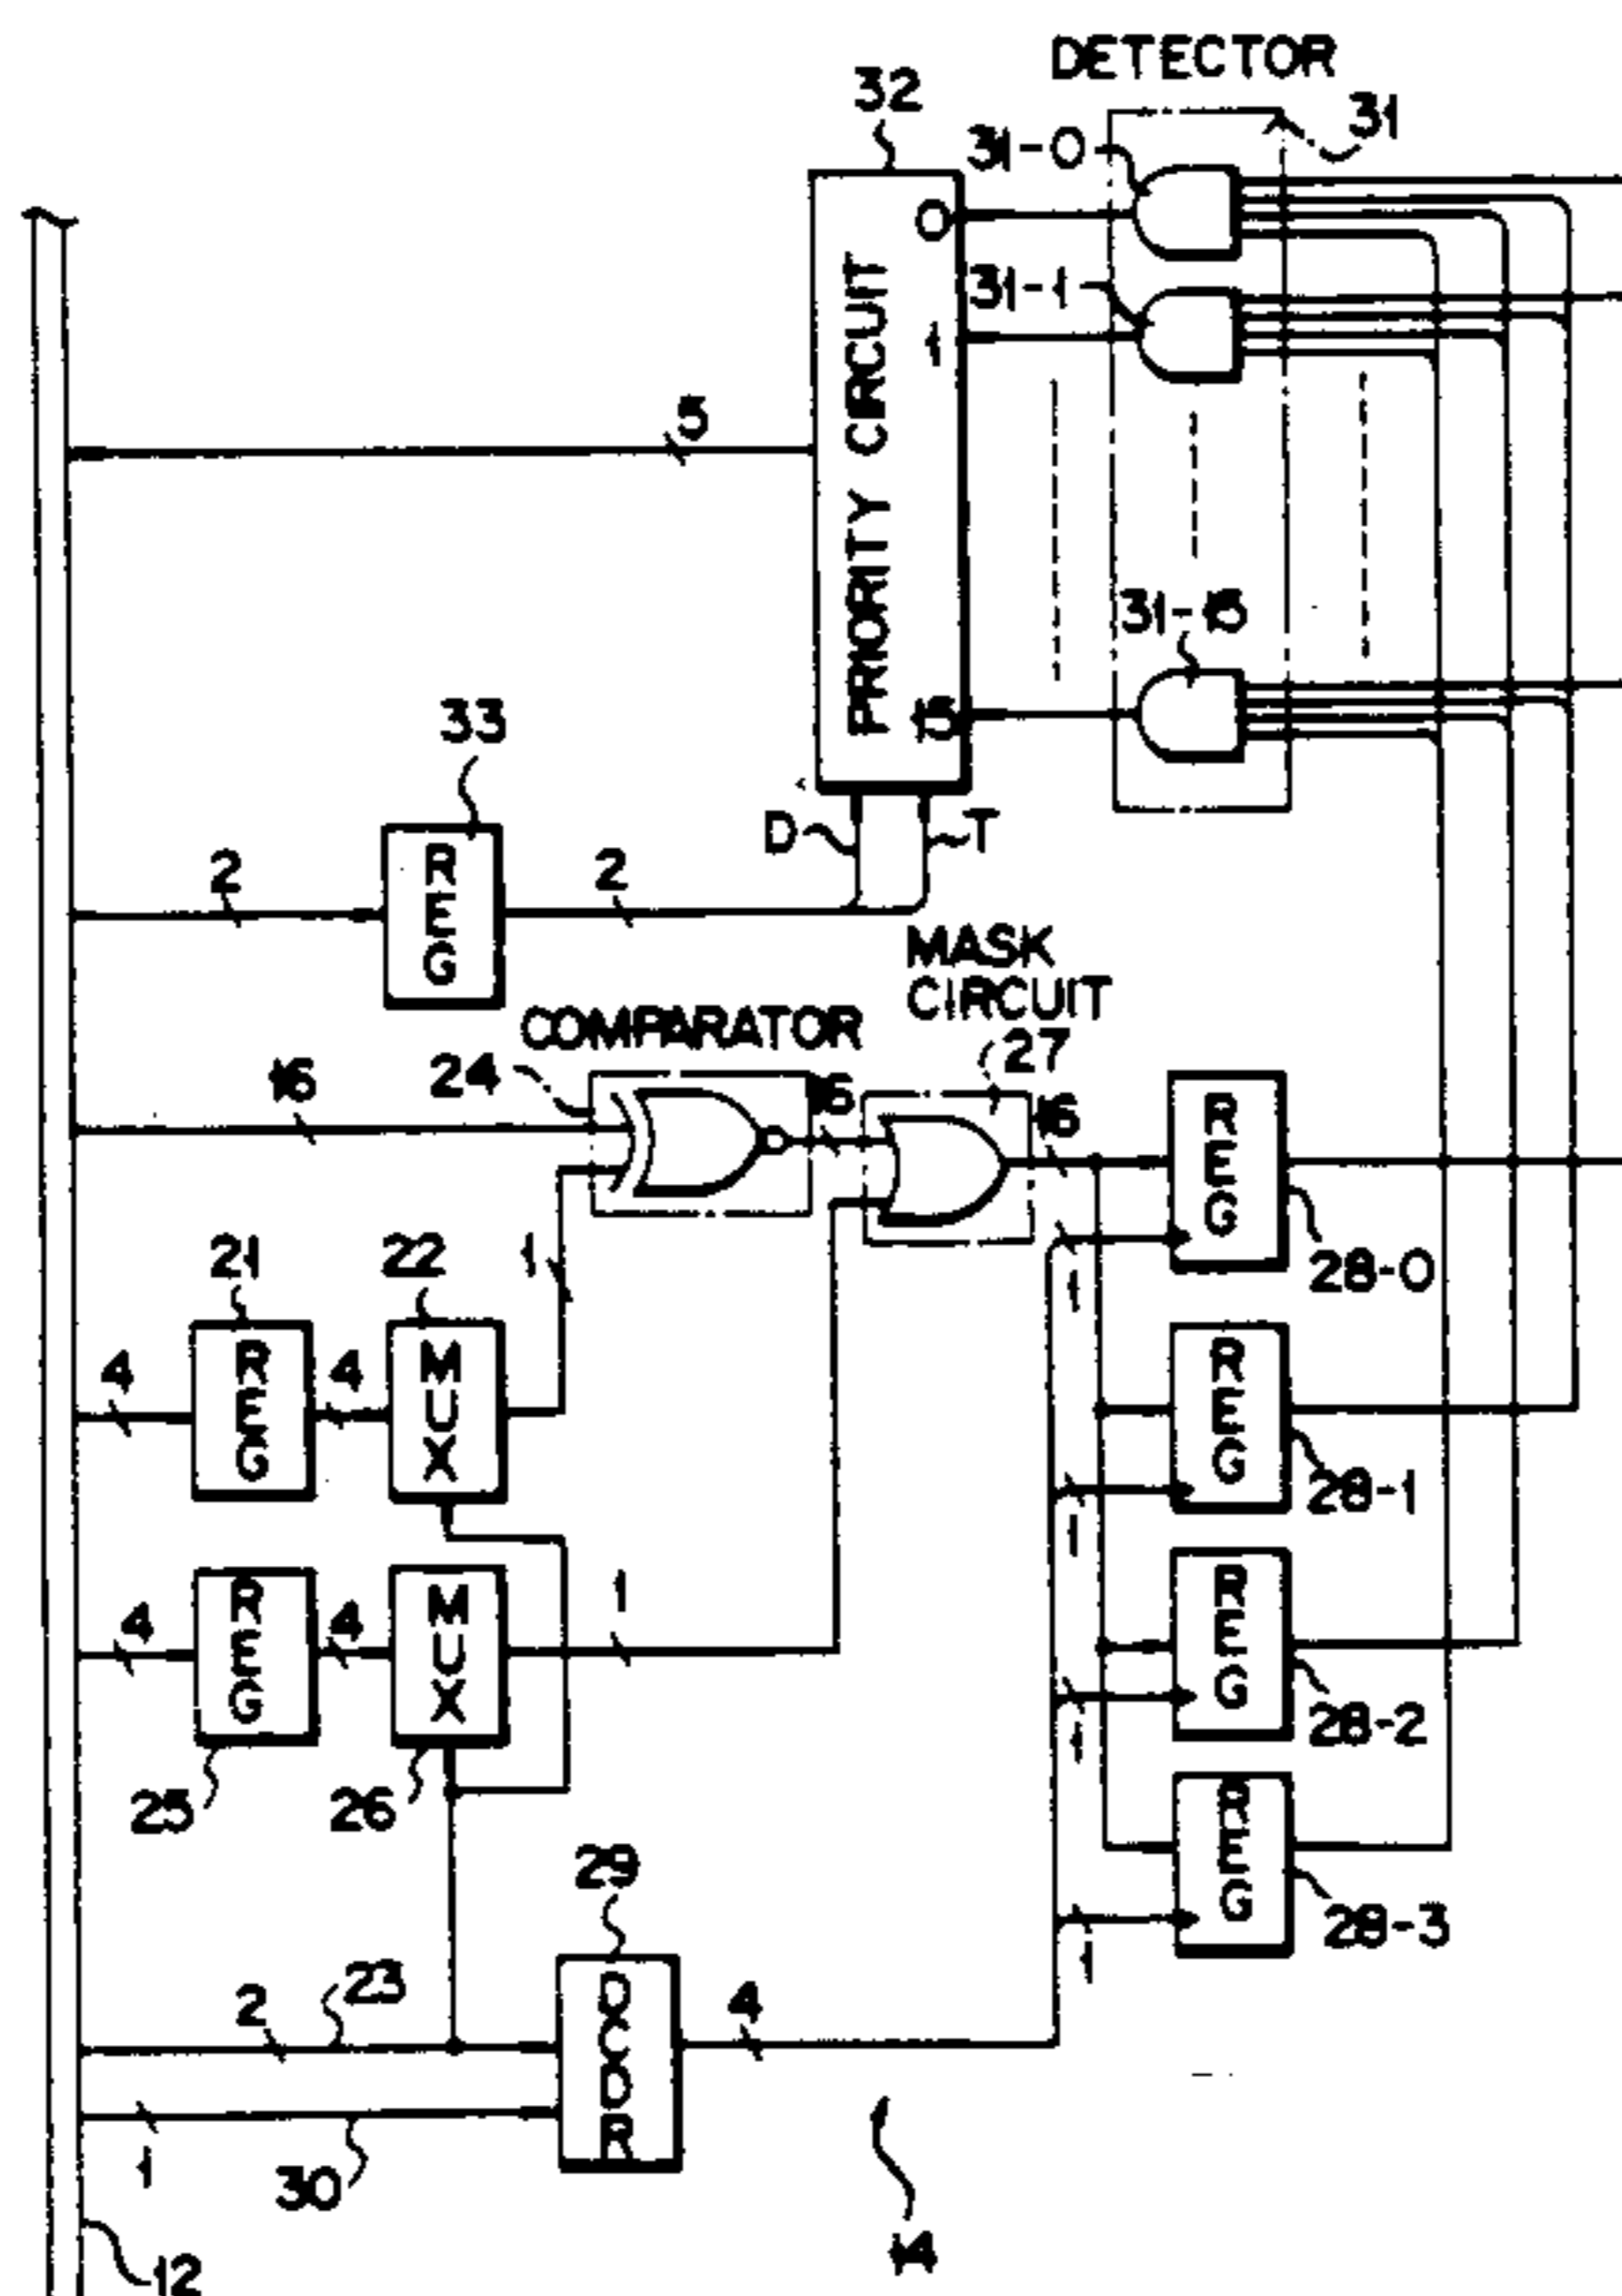 DETECTOR
32
31
31-0
0
31-1
1
PRIORITY CIRCUIT
5
31-15
15
33
D
T
2
REG
2
MASK
CIRCUIT
27
COMPARATOR
24
16
16
16
REG
28-0
1
21
22
1
4
REG
4
MUX
REG
28-1
1
4
REG
4
MUX
1
REG
28-2
1
25
26
REG
28-3
1
29
2
23
DCDR
4
1
30
14
12